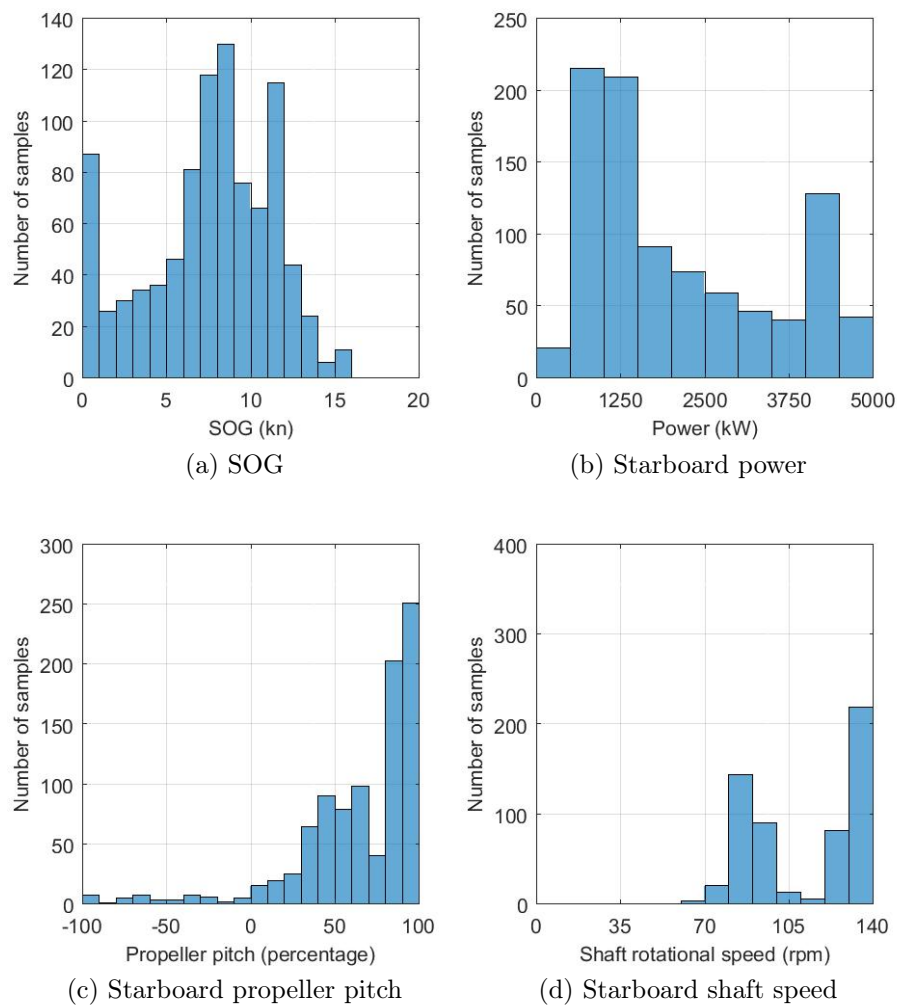 140
120
100
80
60
40
20
0
Number of samples
0 5 10 15 20
SOG (kn)
(a) SOG
250
200
150
100
50
0
Number of samples
0 1250 2500 3750 5000
Power (kW)
(b) Starboard power
300
250
200
150
100
50
0
Number of samples
-100 -50 0 50 100
Propeller pitch (percentage)
(c) Starboard propeller pitch
400
300
200
100
0
Number of samples
0 35 70 105 140
Shaft rotational speed (rpm)
(d) Starboard shaft speed